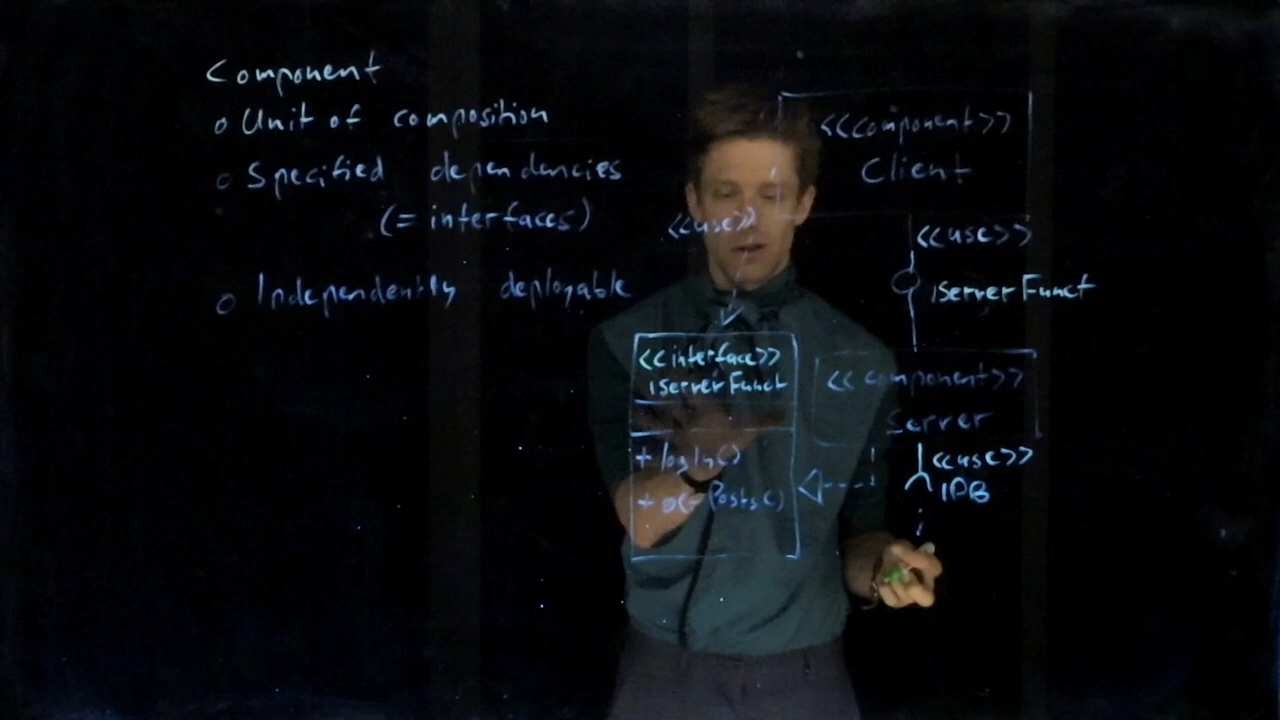 Component
o Unit of composition
o Specified dependencies
(= interfaces)
o Independently deployable
<<component>>
Client
<<use>>
<<use>>
IServerFunct
<<interface>>
IServerFunct
+ logIn()
<<component>>
Server
<<use>>